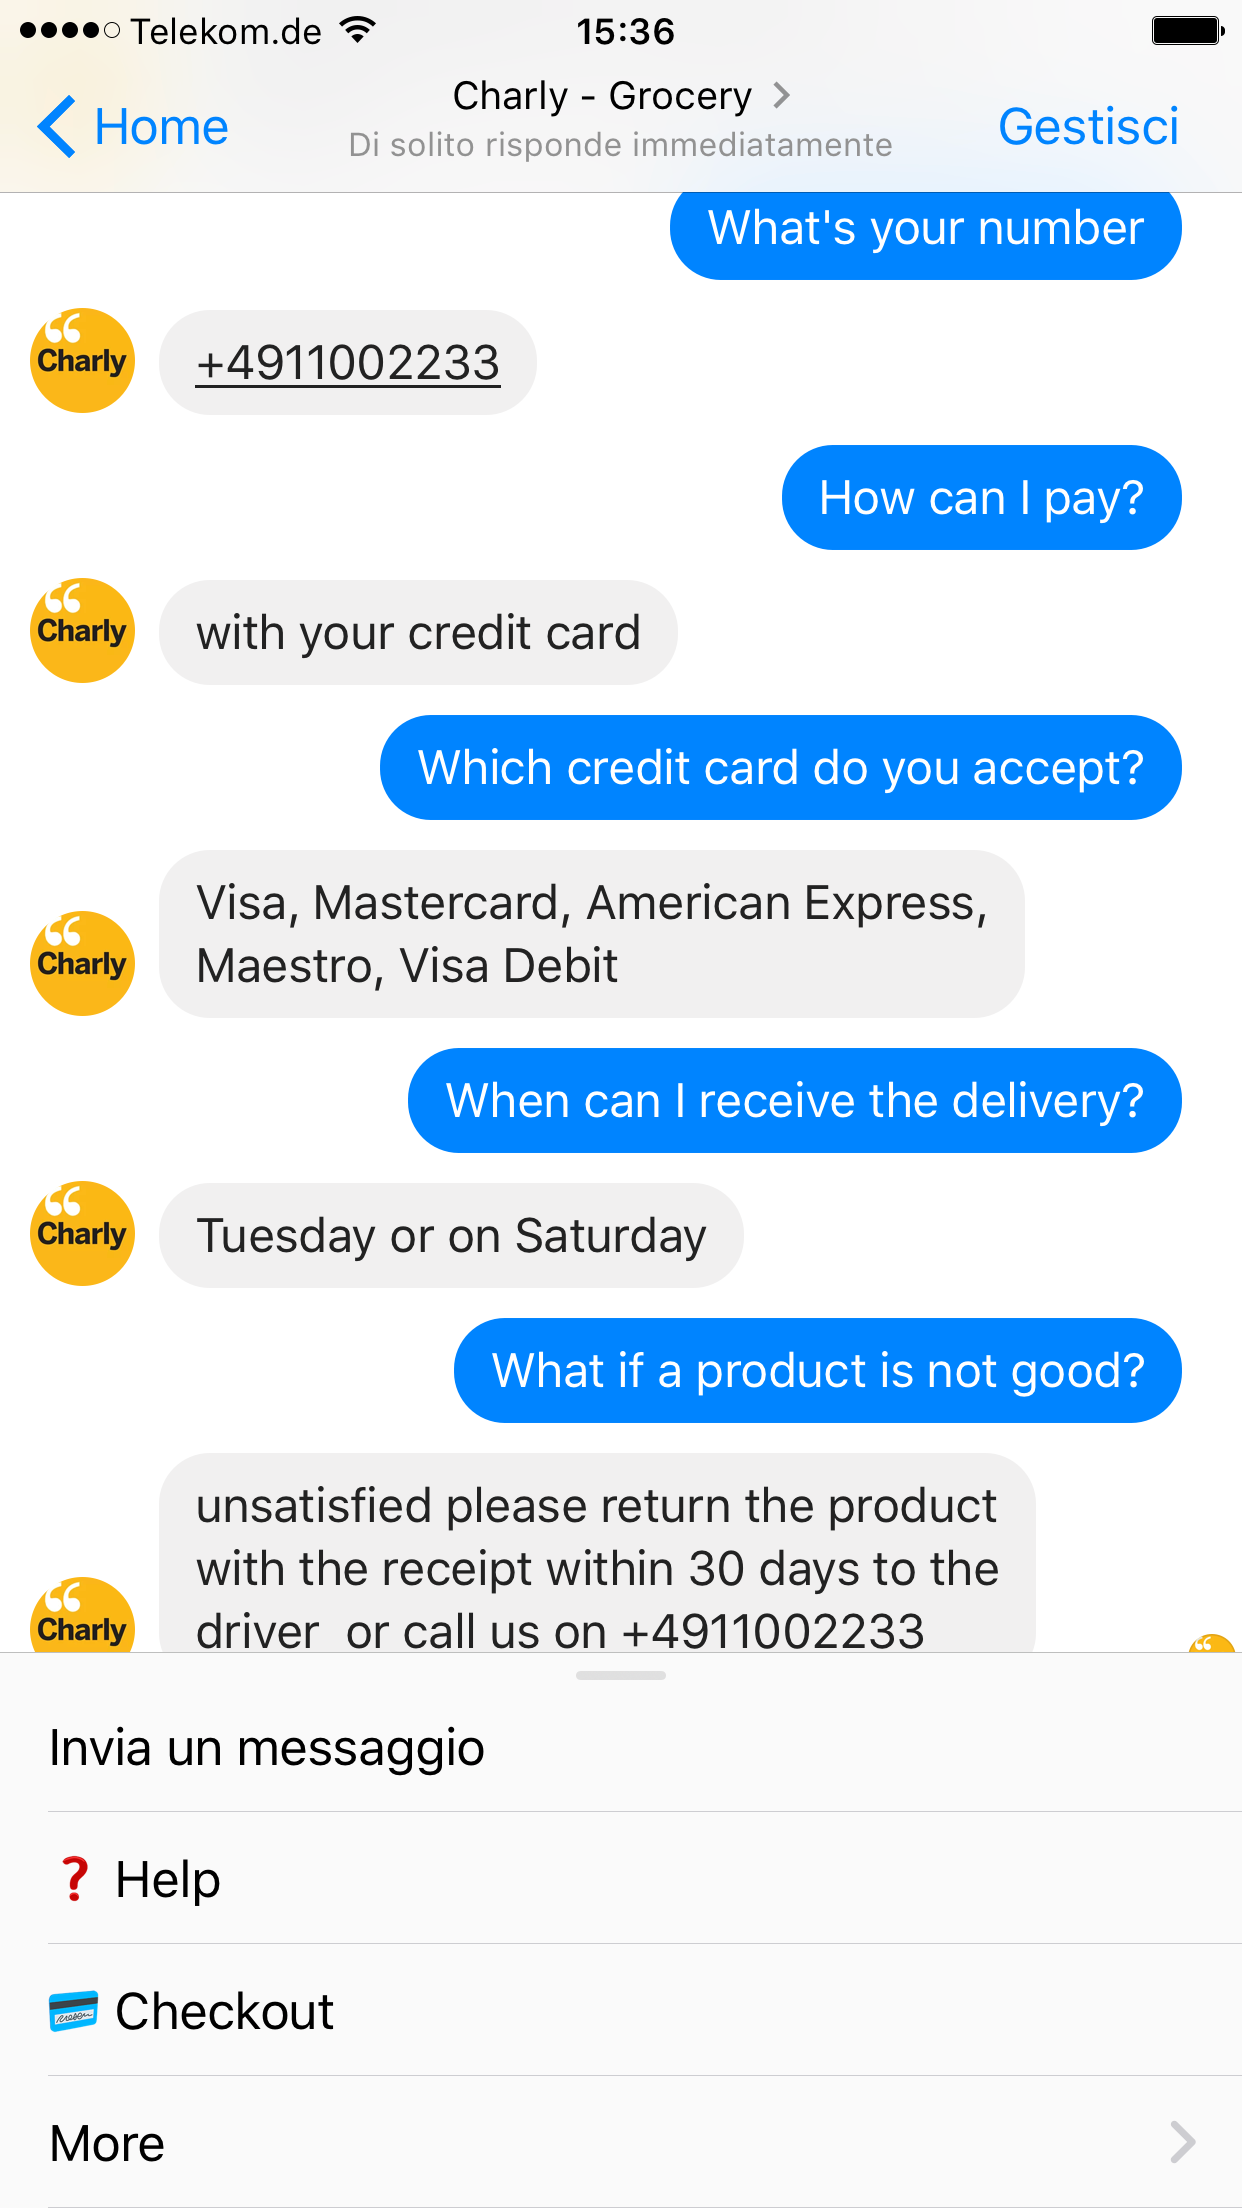 Telekom.de
15:36
Home
Charly - Grocery
Di solito risponde immediatamente
Gestisci
What's your number
Charly
+4911002233
How can I pay?
Charly
with your credit card
Which credit card do you accept?
Visa, Mastercard, American Express,
Maestro, Visa Debit
Charly
When can I receive the delivery?
Charly
Tuesday or on Saturday
What if a product is not good?
unsatisfied please return the product
with the receipt within 30 days to the
driver  or call us on +4911002233
Charly
Invia un messaggio
❓ Help
💳 Checkout
More